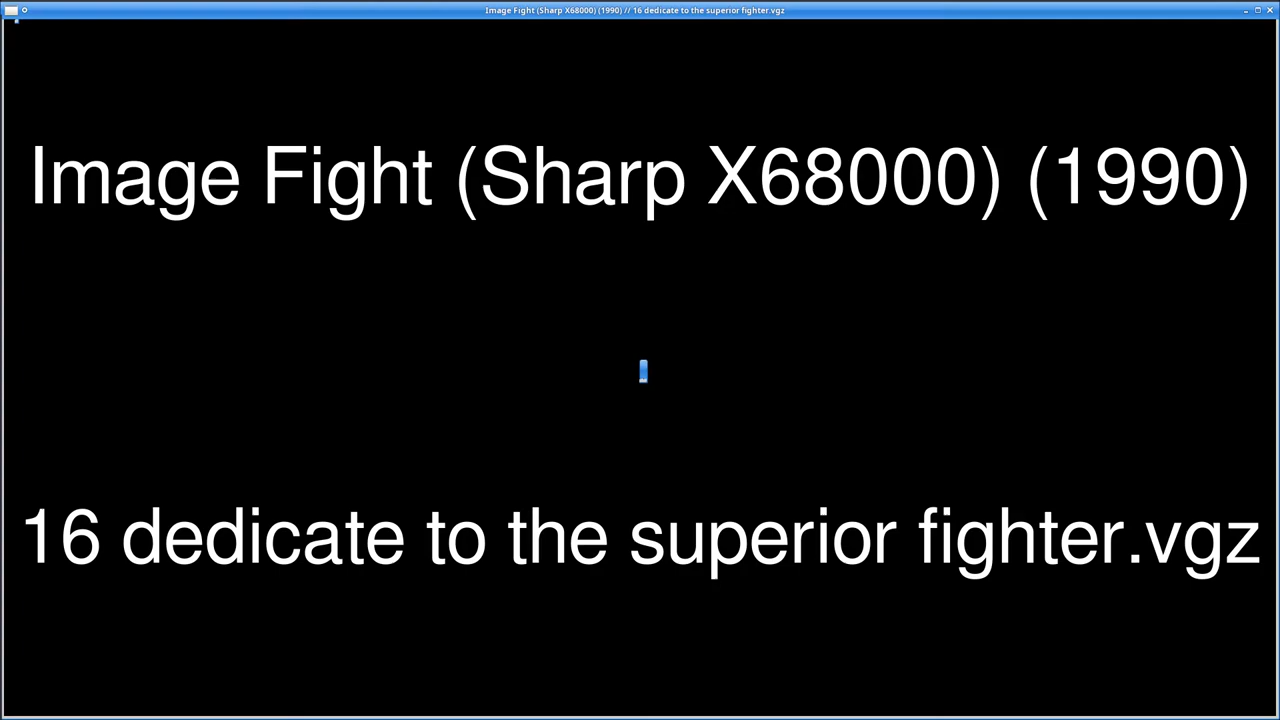 Image Fight (Sharp X68000) (1990) // 16 dedicate to the superior fighter.vgz
Image Fight (Sharp X68000) (1990)
16 dedicate to the superior fighter.vgz